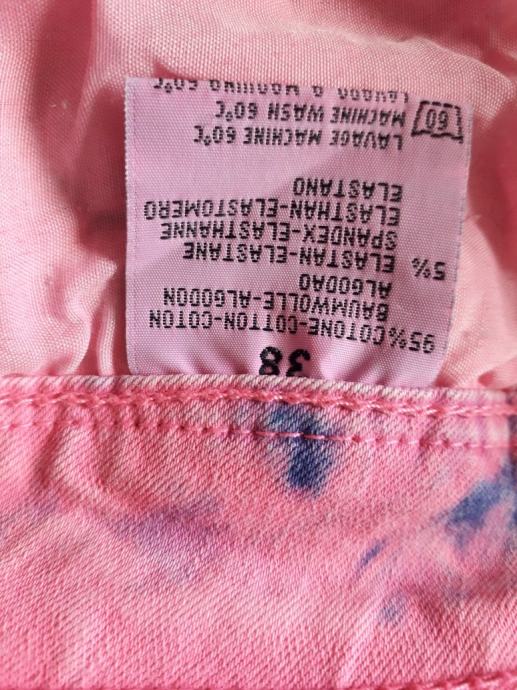 38
95% COTONE-COTTON-COTON
BAUMWOLLE-ALGODON
ALGODAO
5% ELASTAN-ELASTANE
SPANDEX-ELASTHANNE
ELASTHAN-ELASTOMERO
ELASTANO
60
LAVAGE MACHINE 60°C
MACHINE WASH 60°C
LAVADO A MAQUINA 60°C